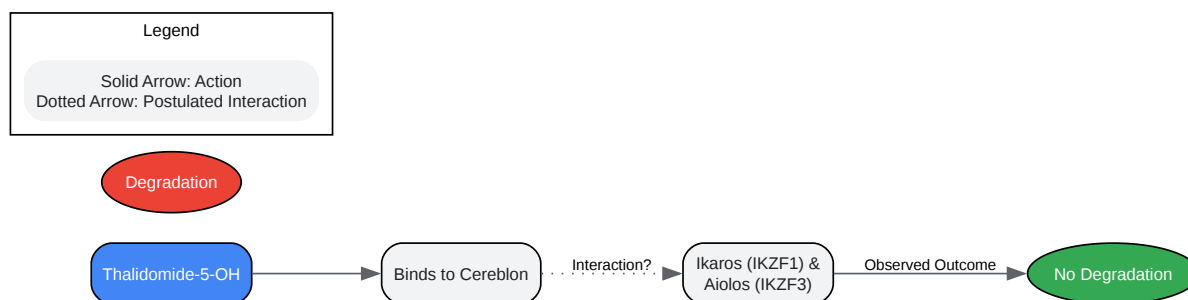 Legend
Solid Arrow: Action
Dotted Arrow: Postulated Interaction
Degradation
Thalidomide-5-OH
Binds to Cereblon
Interaction?
Ikaros (IKZF1) &
Aiolos (IKZF3)
Observed Outcome
No Degradation